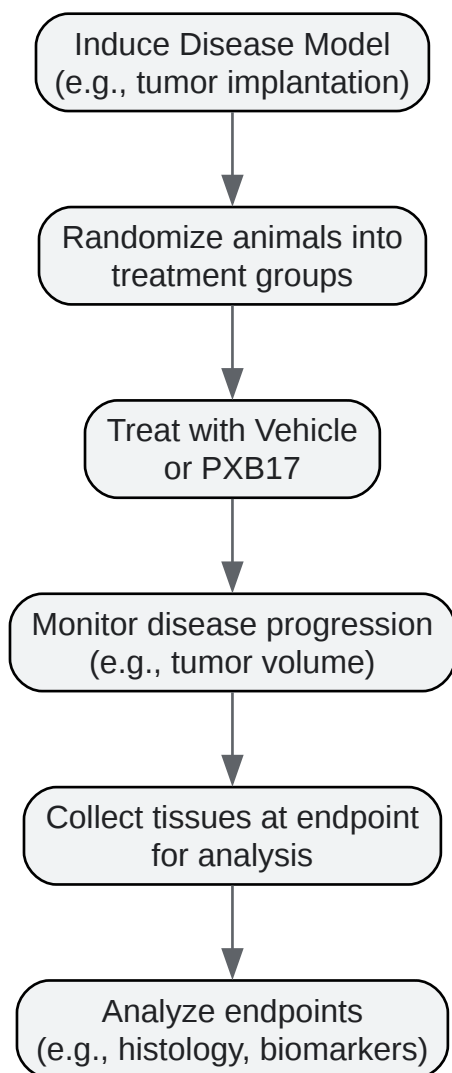 Induce Disease Model
(e.g., tumor implantation)
Randomize animals into
treatment groups
Treat with Vehicle
or PXB17
Monitor disease progression
(e.g., tumor volume)
Collect tissues at endpoint
for analysis
Analyze endpoints
(e.g., histology, biomarkers)